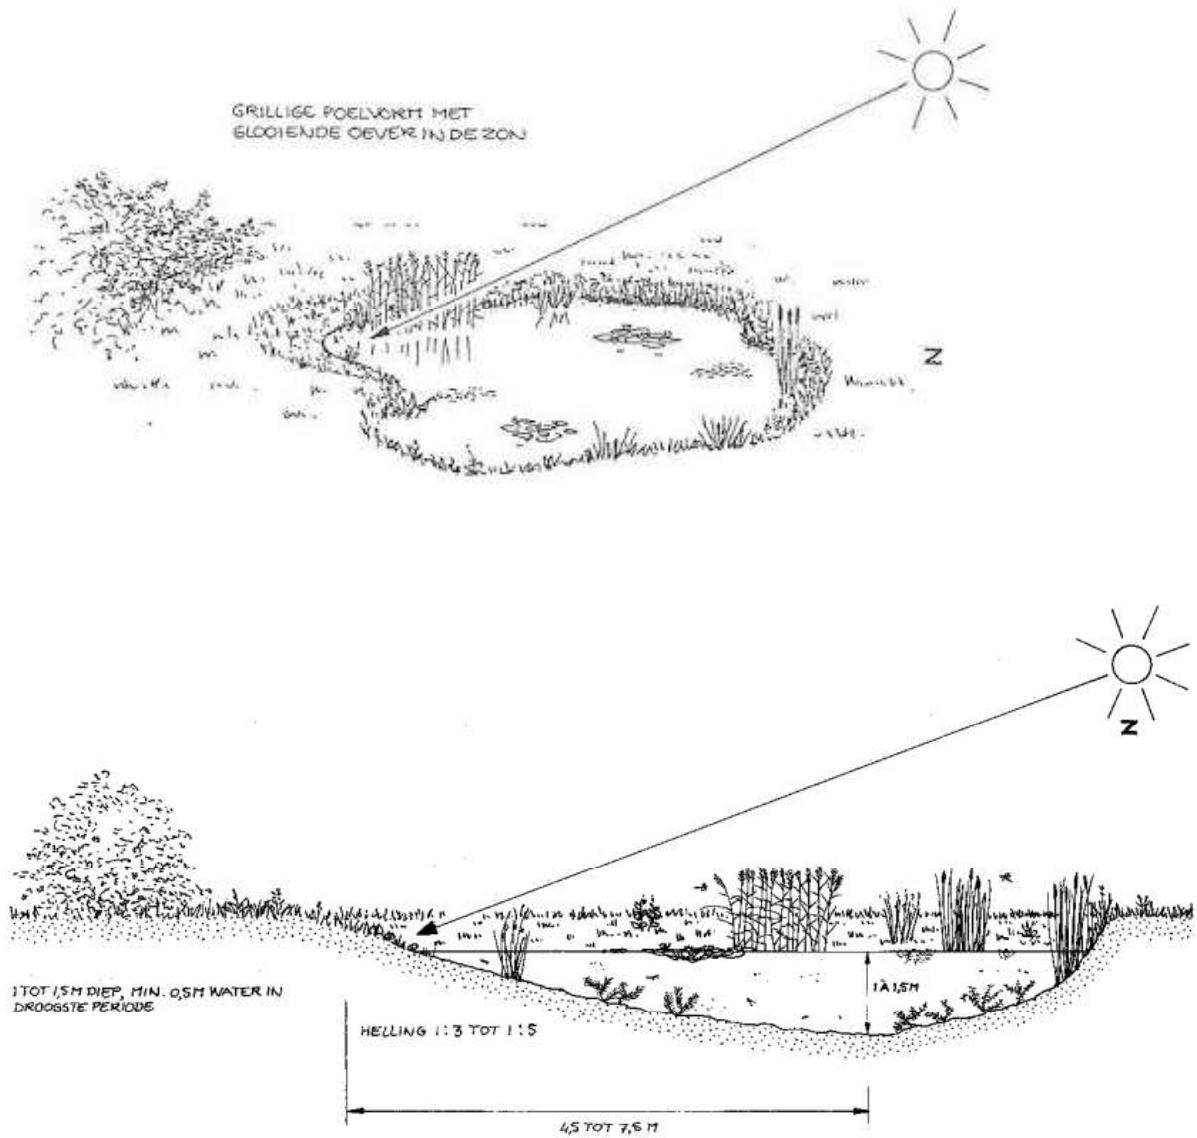 GRILLIGE POELVORM MET
GLOOIENDE OEVER IN DE ZON
N
N
1 TOT 1,5M DIEP, MIN. 0,5M WATER IN
DROOGSTE PERIODE
1 À 1,5M
HELLING 1:3 TOT 1:5
4,5 TOT 7,5 M